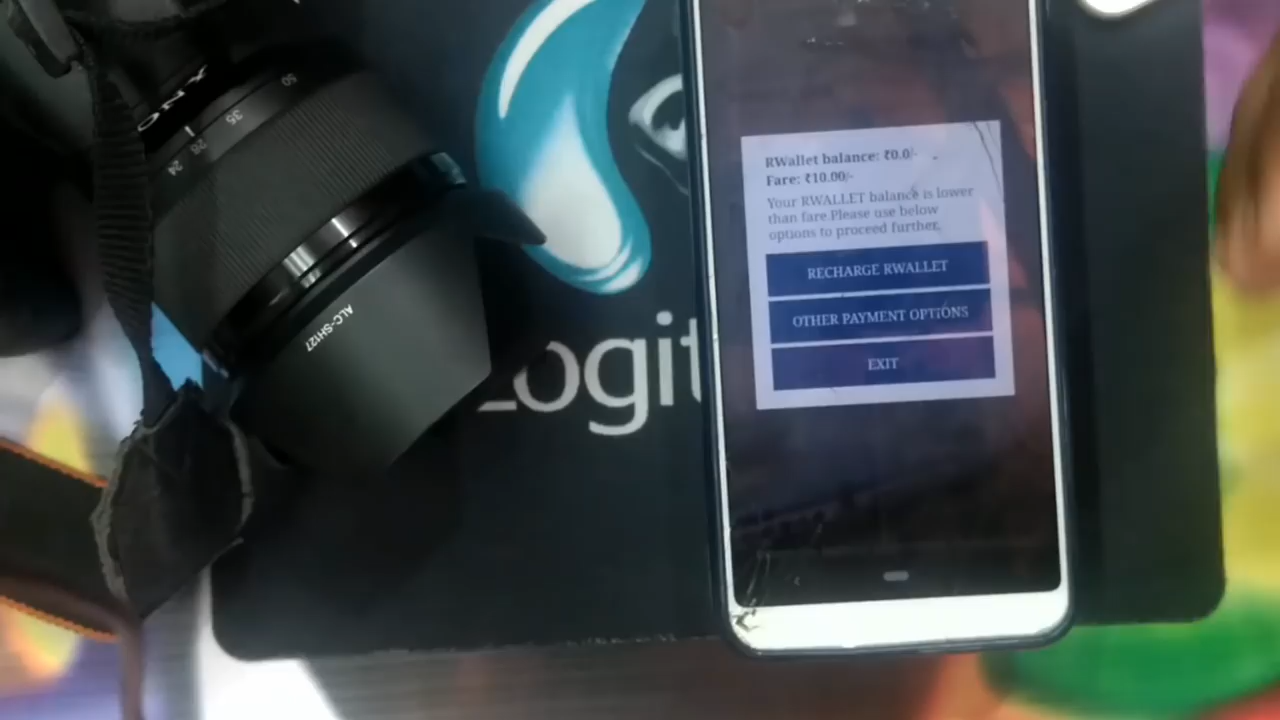 SONY
50
35
28
24
ALC-SH127
Logit
RWallet balance: ₹0.0/-
Fare: ₹10.00/-
Your RWALLET balance is lower
than fare.Please use below
options to proceed further.
RECHARGE RWALLET
OTHER PAYMENT OPTIONS
EXIT